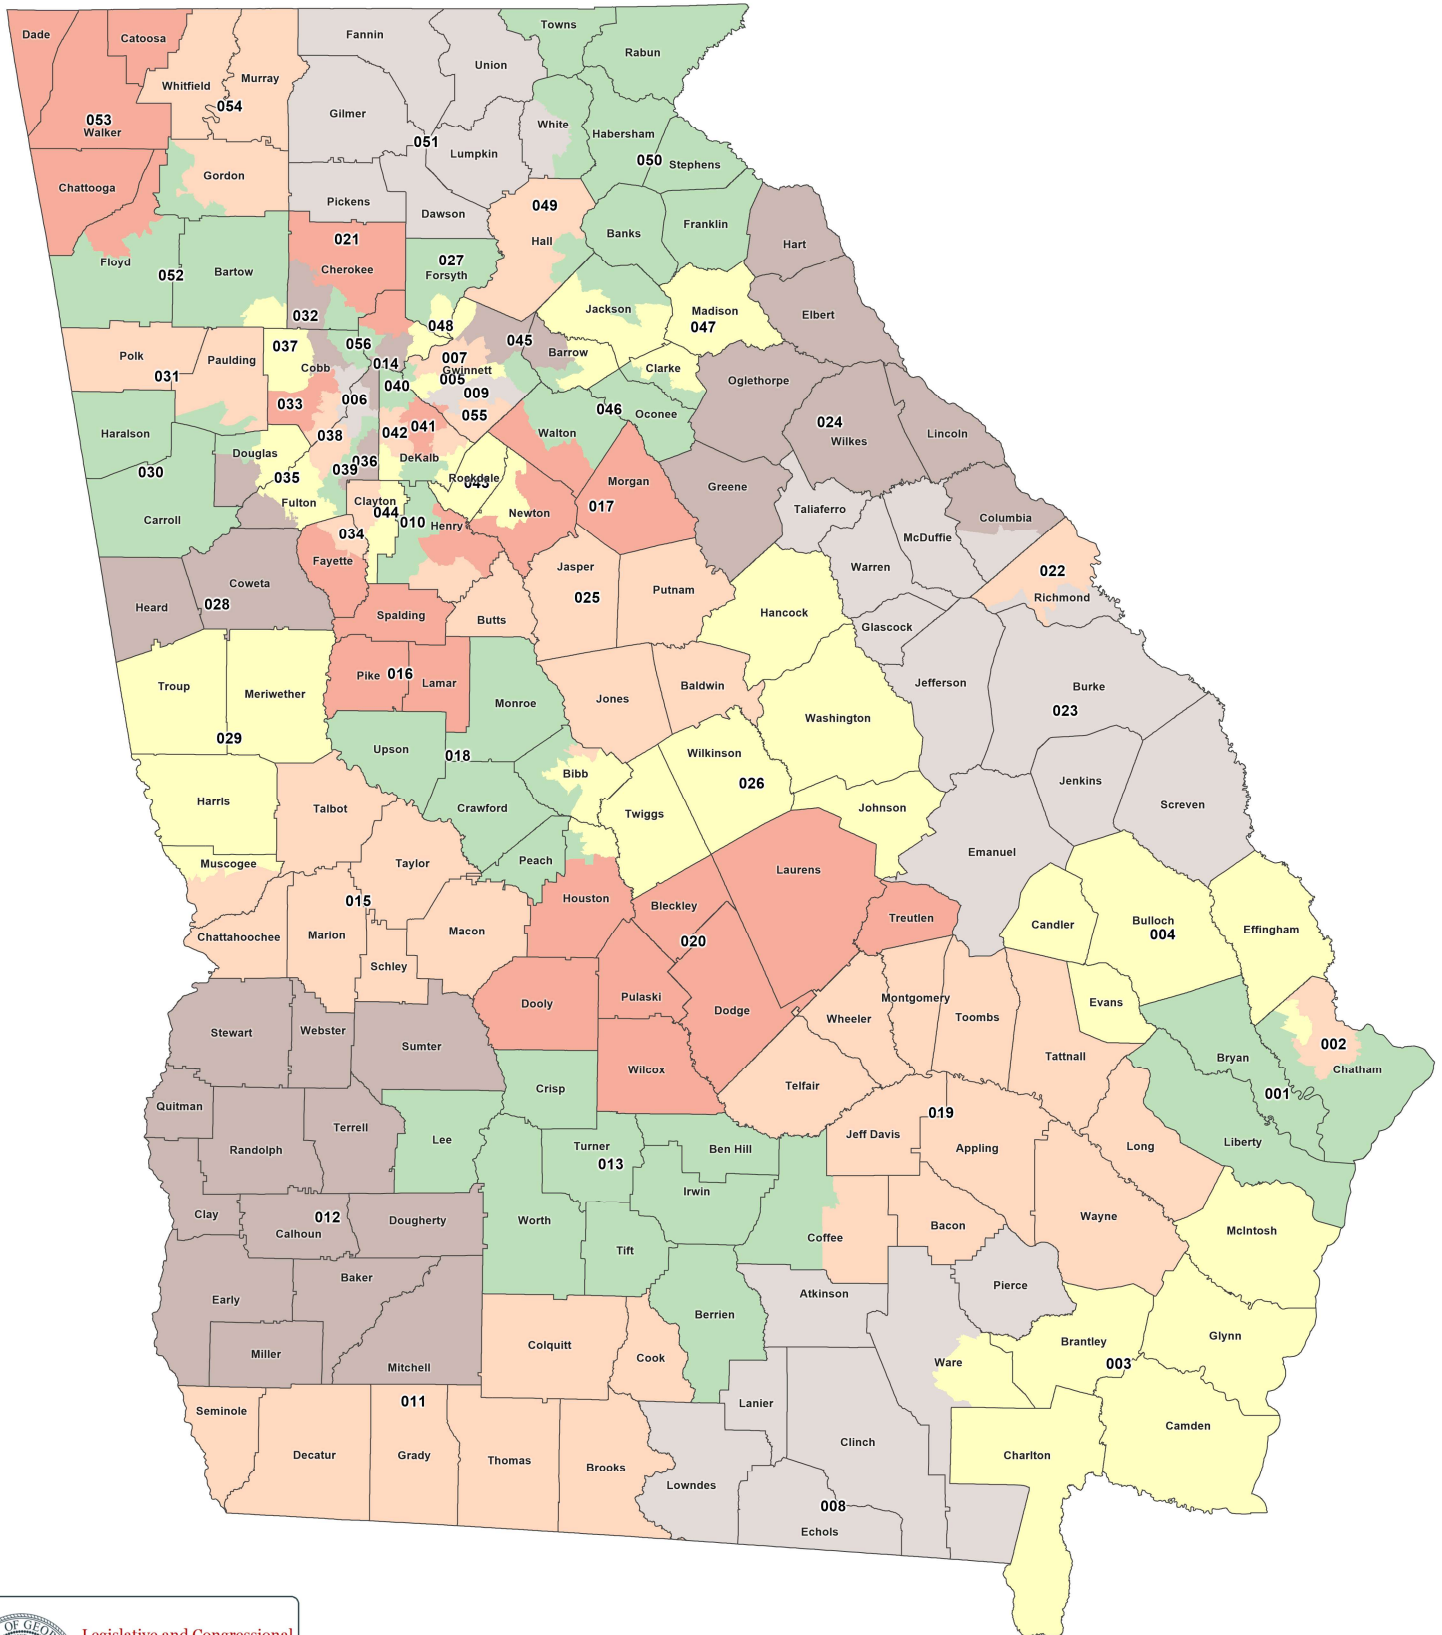 Dade
Catoosa
Fannin
Towns
Rabun
Union
Whitfield
Murray
054
053
Walker
Gilmer
051
White
Habersham
050
Stephens
Lumpkin
Chattooga
Gordon
Pickens
Dawson
049
Hall
Banks
Franklin
Hart
021
Cherokee
027
Forsyth
Floyd
052
Bartow
032
Jackson
Madison
047
Elbert
048
045
Barrow
037
056
Cobb
014
007
Gwinnett
005
009
Clarke
Oglethorpe
Polk
031
Paulding
006
040
033
055
046
Oconee
024
Wilkes
Lincoln
Haralson
038
042
041
Walton
030
Douglas
035
036
039
DeKalb
Rockdale
043
Morgan
017
Greene
Carroll
Fulton
Clayton
044
010
Henry
Newton
Taliaferro
Columbia
034
Fayette
McDuffie
Warren
022
Richmond
Heard
028
Coweta
Jasper
025
Putnam
Spalding
Butts
Hancock
Glascock
Troup
Meriwether
Pike
016
Lamar
Monroe
Jones
Baldwin
Jefferson
Burke
023
029
Upson
018
Washington
Bibb
Wilkinson
026
Jenkins
Screven
Harris
Talbot
Crawford
Twiggs
Johnson
Muscogee
Taylor
Peach
Emanuel
Laurens
015
Houston
Bleckley
Treutlen
Candler
Bulloch
004
Effingham
Chattahoochee
Marion
Macon
020
Schley
Dooly
Pulaski
Dodge
Wheeler
Montgomery
Toombs
Evans
Stewart
Webster
Sumter
Tattnall
002
Chatham
Bryan
001
Quitman
Crisp
Wilcox
Telfair
Terrell
Lee
Randolph
Turner
013
Ben Hill
019
Jeff Davis
Appling
Long
Liberty
Irwin
Clay
012
Calhoun
Dougherty
Worth
Tift
Coffee
Bacon
Wayne
McIntosh
Early
Baker
Atkinson
Pierce
Berrien
Miller
Mitchell
Colquitt
Cook
Ware
Brantley
003
Glynn
Seminole
011
Lanier
Camden
Decatur
Grady
Thomas
Brooks
Clinch
Charlton
Lowndes
008
Echols
OF GEO
Legislative and Congressional